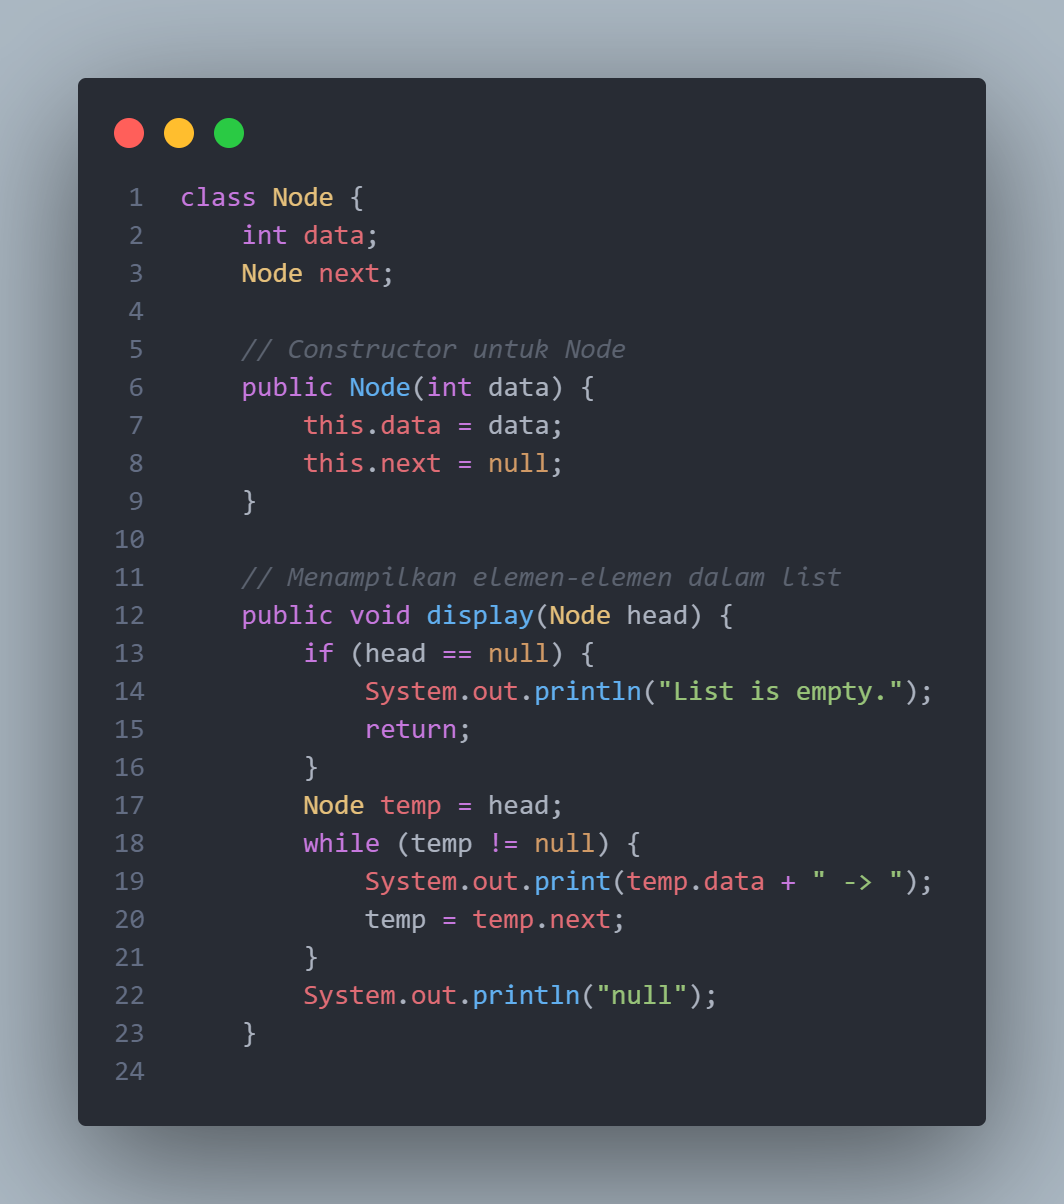 1 class Node {
2     int data;
3     Node next;
4
5     // Constructor untuk Node
6     public Node(int data) {
7         this.data = data;
8         this.next = null;
9     }
10
11     // Menampilkan elemen-elemen dalam list
12     public void display(Node head) {
13         if (head == null) {
14             System.out.println("List is empty.");
15             return;
16         }
17         Node temp = head;
18         while (temp != null) {
19             System.out.print(temp.data + " -> ");
20             temp = temp.next;
21         }
22         System.out.println("null");
23     }
24